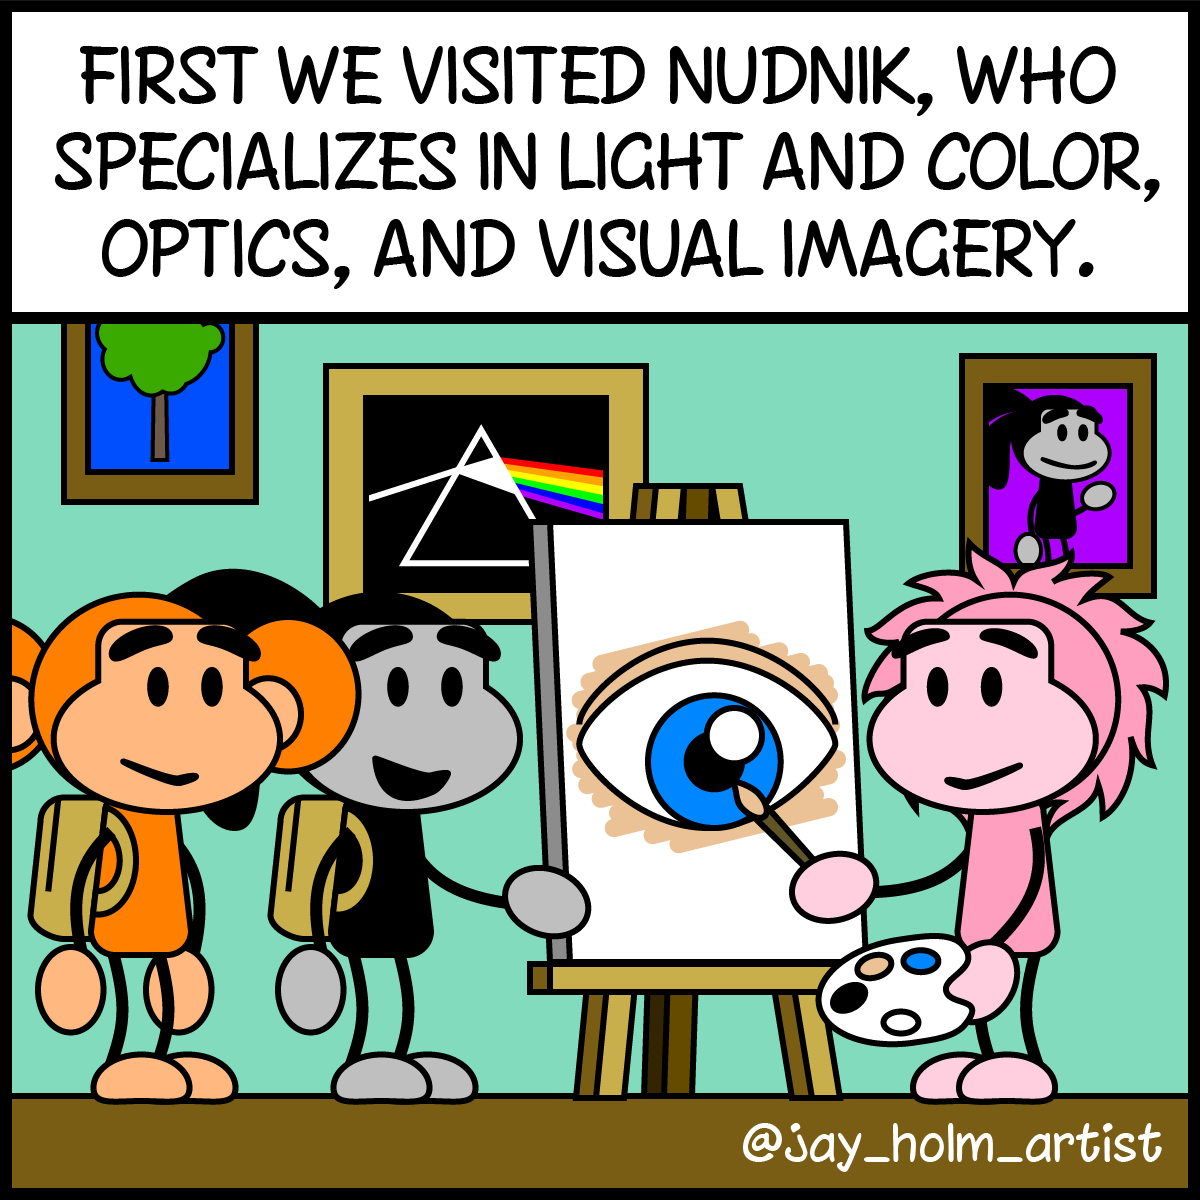 FIRST WE VISITED NUDNIK, WHO
SPECIALIZES IN LIGHT AND COLOR,
OPTICS, AND VISUAL IMAGERY.
@jay_holm_artist